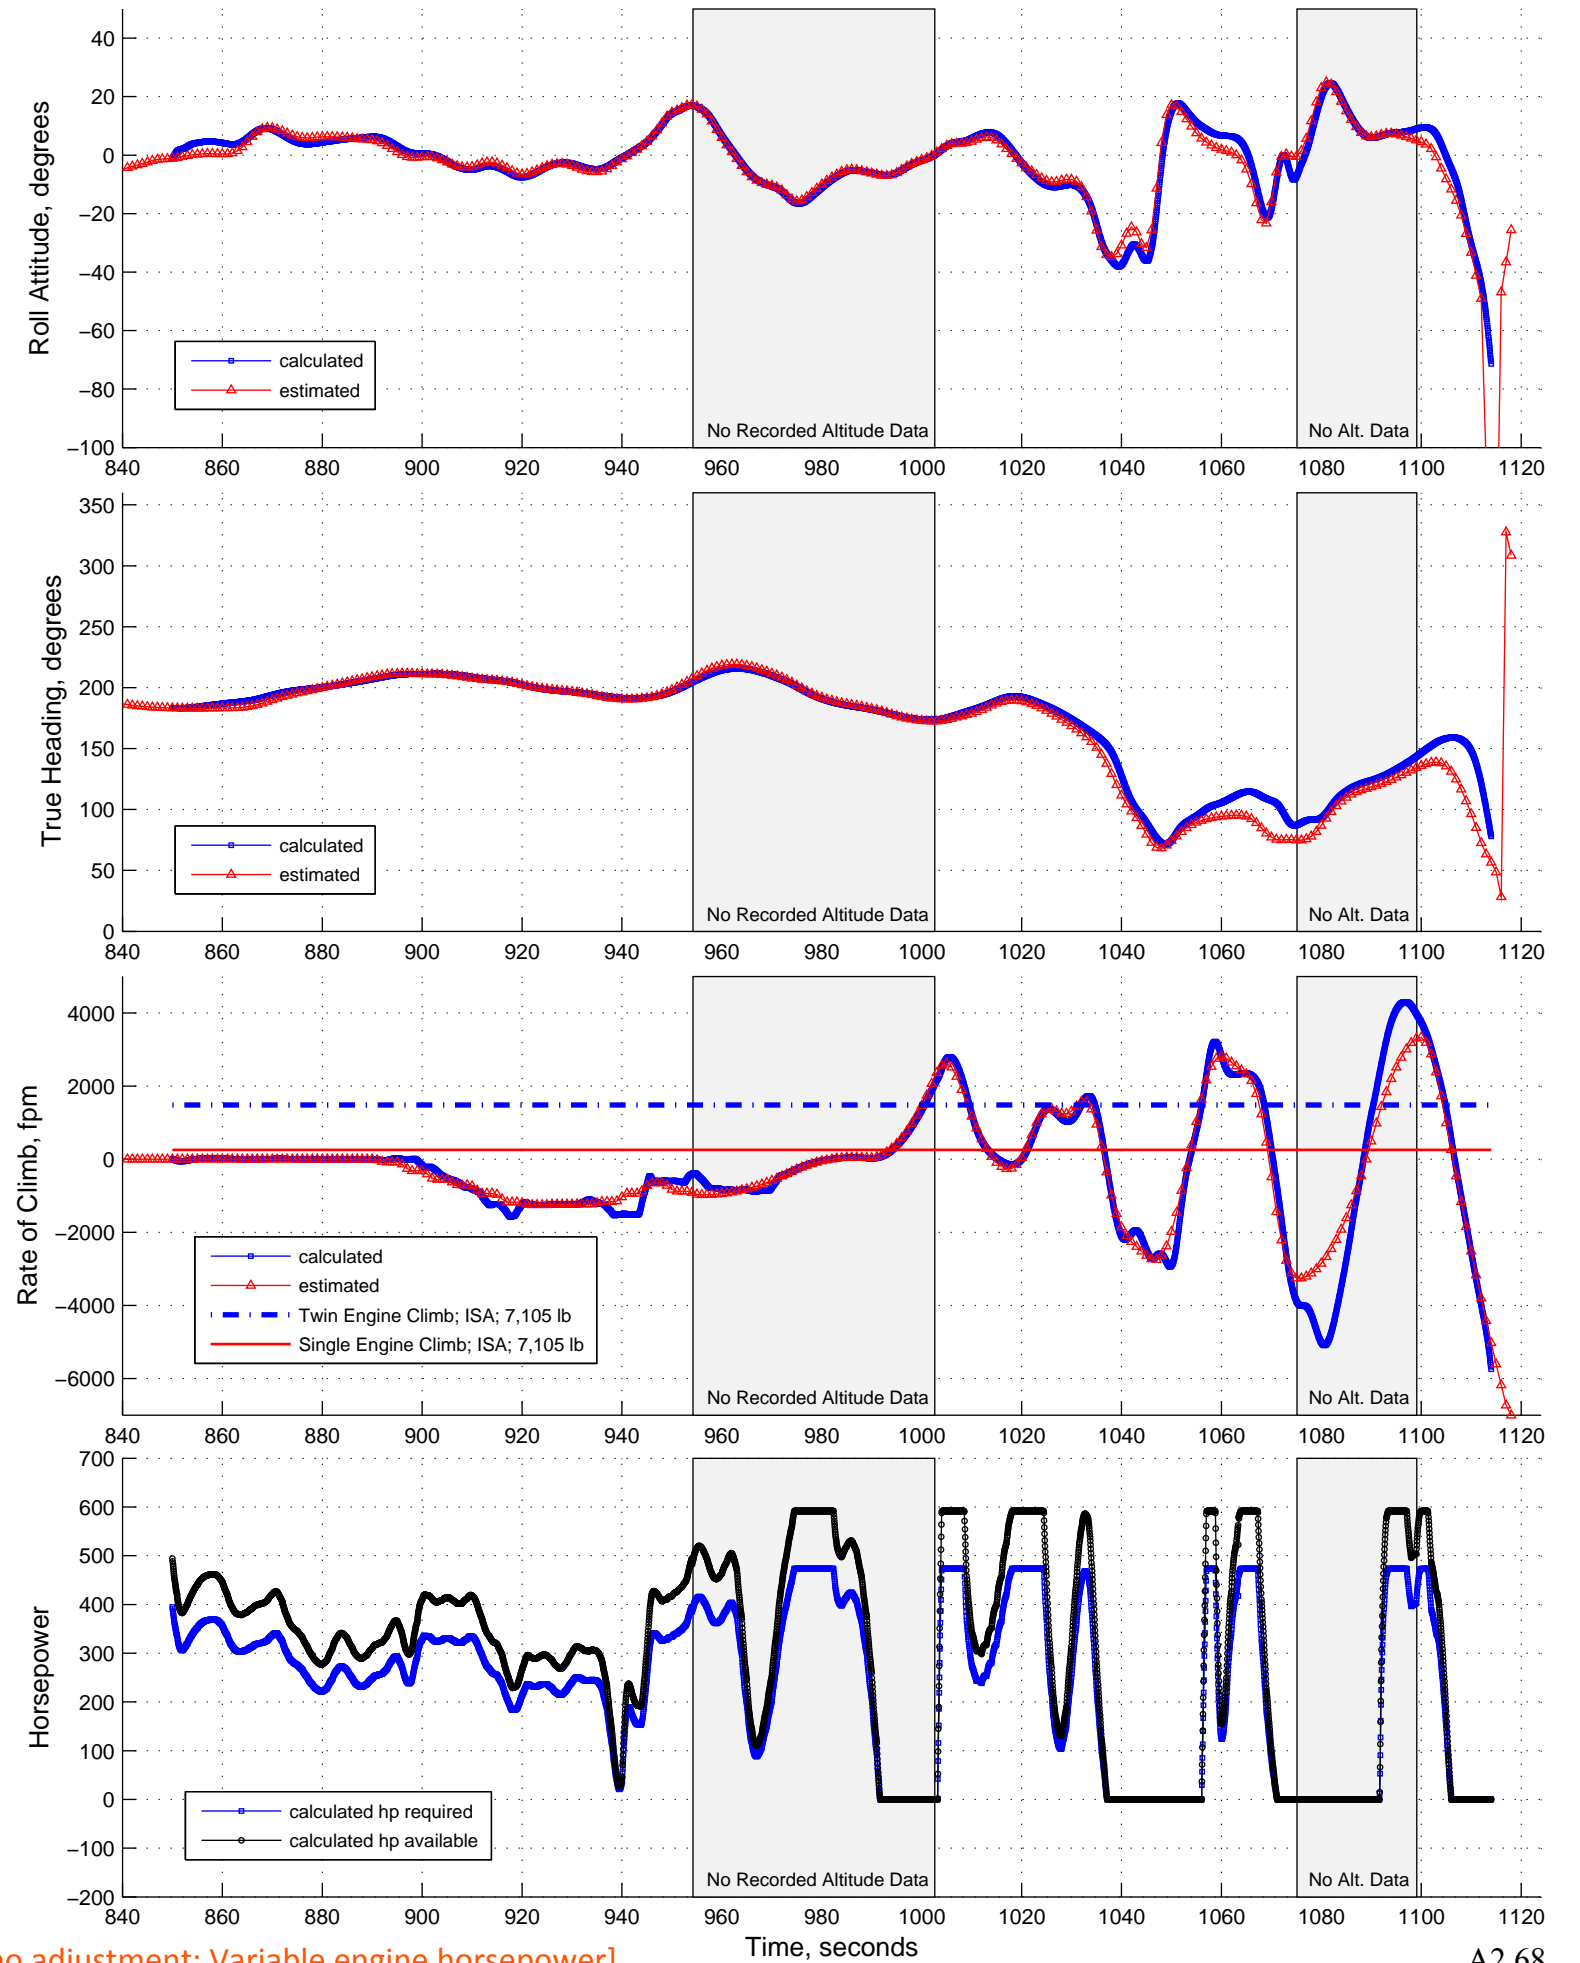 40
20
0
−20
−40
−60
−80
−100
Roll Attitude, degrees
calculated
estimated
No Recorded Altitude Data
No Alt. Data
840 860 880 900 920 940 960 980 1000 1020 1040 1060 1080 1100 1120
350
300
250
200
150
100
50
0
True Heading, degrees
calculated
estimated
No Recorded Altitude Data
No Alt. Data
840 860 880 900 920 940 960 980 1000 1020 1040 1060 1080 1100 1120
4000
2000
0
−2000
−4000
−6000
Rate of Climb, fpm
calculated
estimated
Twin Engine Climb; ISA; 7,105 lb
Single Engine Climb; ISA; 7,105 lb
No Recorded Altitude Data
No Alt. Data
840 860 880 900 920 940 960 980 1000 1020 1040 1060 1080 1100 1120
700
600
500
400
300
200
100
0
−100
−200
Horsepower
calculated hp required
calculated hp available
No Recorded Altitude Data
No Alt. Data
840 860 880 900 920 940 960 980 1000 1020 1040 1060 1080 1100 1120
Time, seconds
no adjustment; Variable engine horsepower]
A2 68